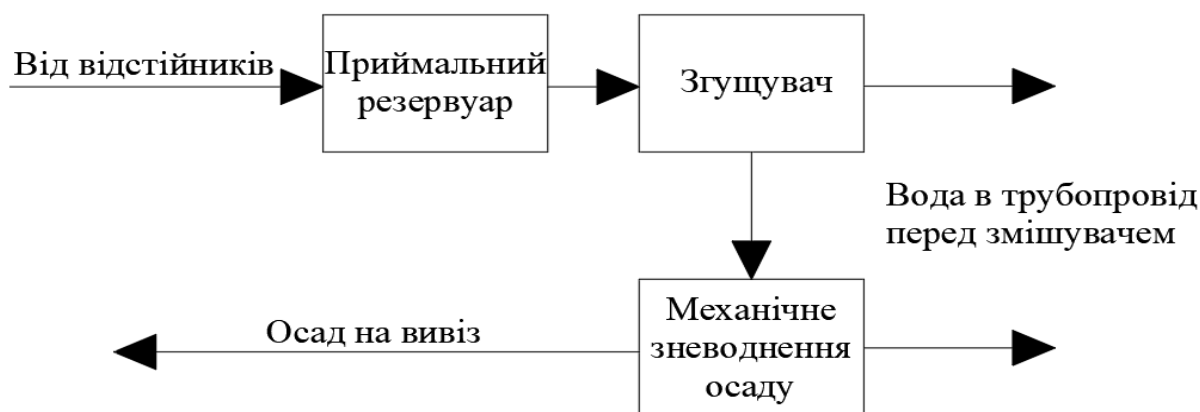 Від відстійників
Приймальний
резервуар
Згущувач
Вода в трубопровід
перед змішувачем
Осад на вивіз
Механічне
зневоднення
осаду